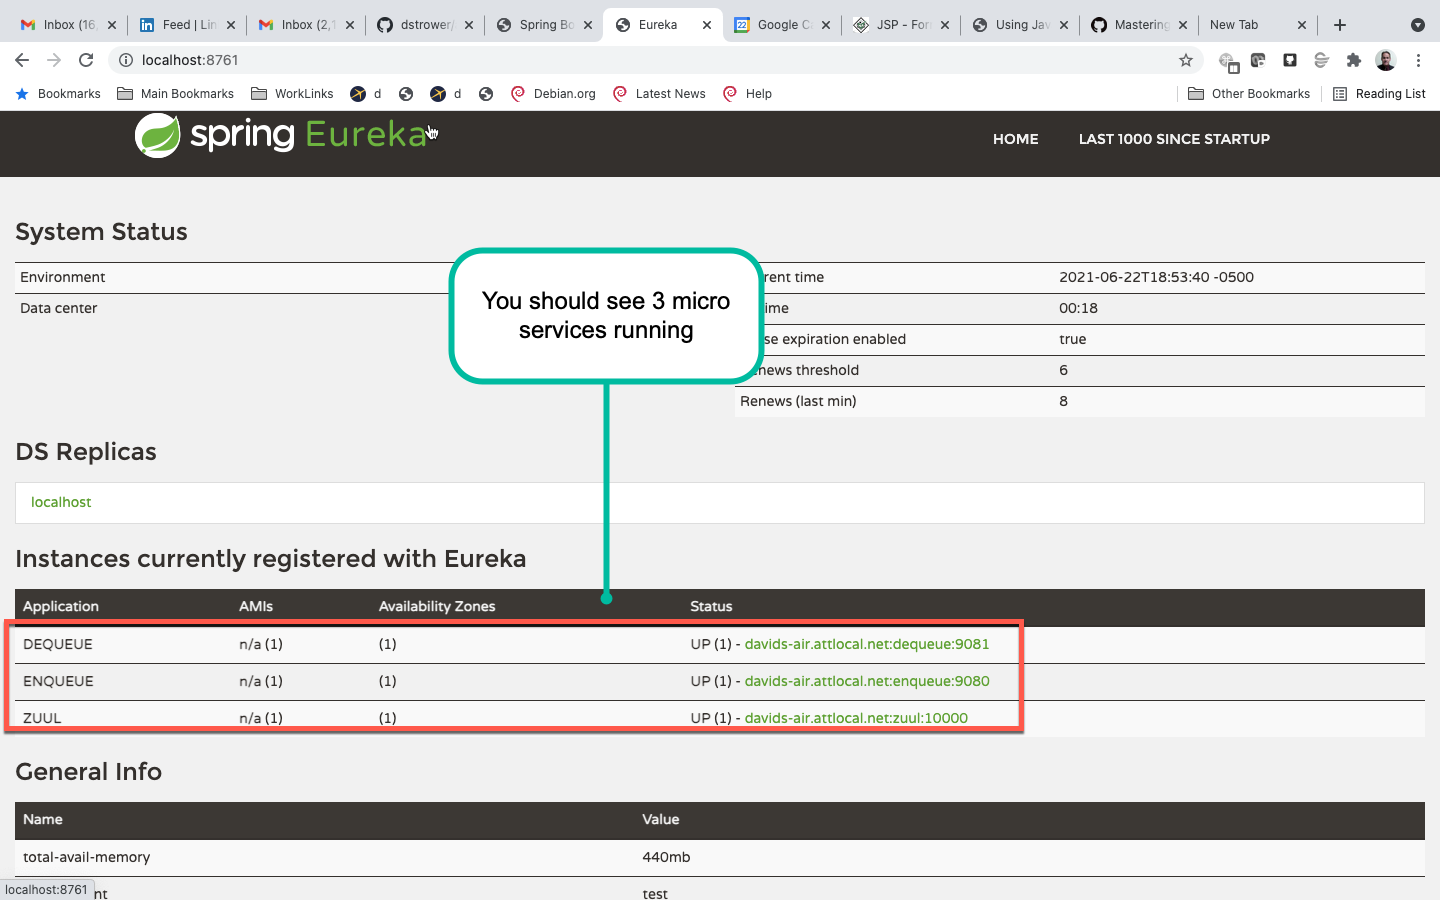 Inbox (16,
Feed | Lin
Inbox (2,1
dstrower/
Spring Bo
Eureka
Google Ca
JSP - For
Using Jav
Mastering
New Tab
localhost:8761
Bookmarks
Main Bookmarks
WorkLinks
d
d
Debian.org
Latest News
Help
Other Bookmarks
Reading List
spring Eureka
HOME
LAST 1000 SINCE STARTUP
System Status
Environment
Data center
You should see 3 micro
services running
rent time 2021-06-22T18:53:40 -0500
ime 00:18
se expiration enabled true
enews threshold 6
Renews (last min) 8
DS Replicas
localhost
Instances currently registered with Eureka
Application AMIs Availability Zones Status
DEQUEUE n/a (1) (1) UP (1) - davids-air.attlocal.net:dequeue:9081
ENQUEUE n/a (1) (1) UP (1) - davids-air.attlocal.net:enqueue:9080
ZUUL n/a (1) (1) UP (1) - davids-air.attlocal.net:zuul:10000
General Info
Name Value
total-avail-memory 440mb
nt test
localhost:8761